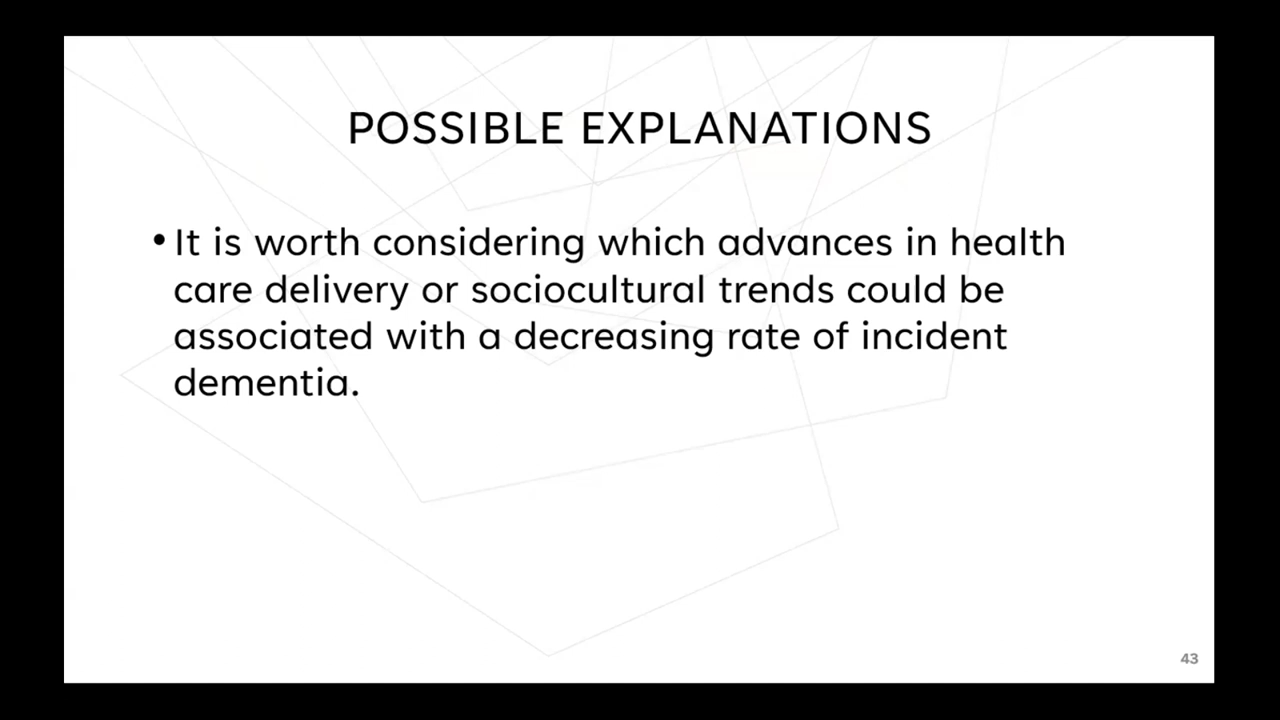 POSSIBLE EXPLANATIONS
• It is worth considering which advances in health
care delivery or sociocultural trends could be
associated with a decreasing rate of incident
dementia.
43